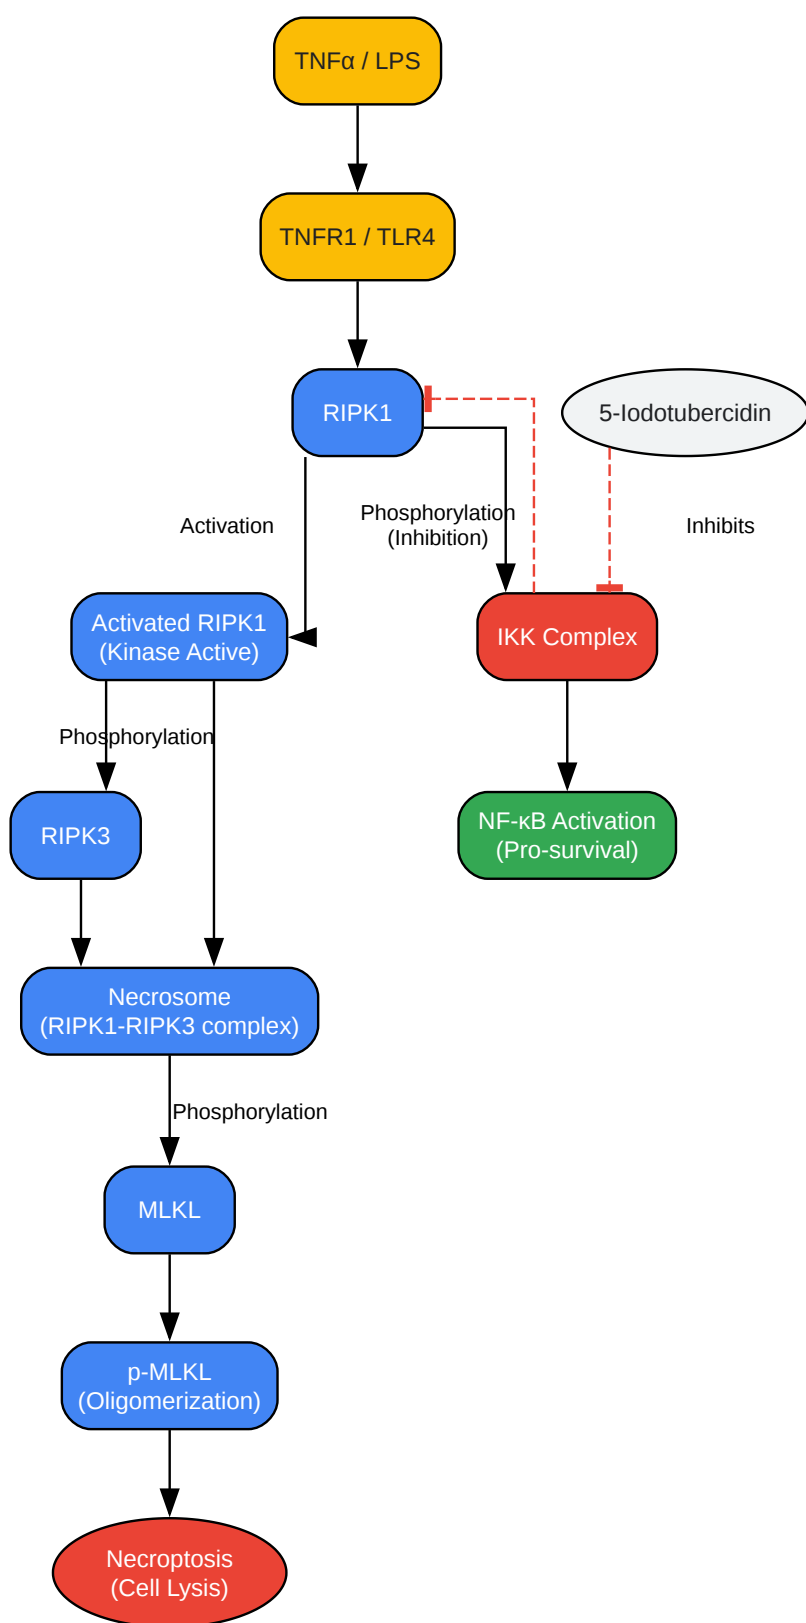 TNFα / LPS
TNFR1 / TLR4
RIPK1
5-Iodotubercidin
Activation
Phosphorylation
(Inhibition)
Inhibits
Activated RIPK1
(Kinase Active)
IKK Complex
Phosphorylation
RIPK3
NF-κB Activation
(Pro-survival)
Necrosome
(RIPK1-RIPK3 complex)
Phosphorylation
MLKL
p-MLKL
(Oligomerization)
Necroptosis
(Cell Lysis)